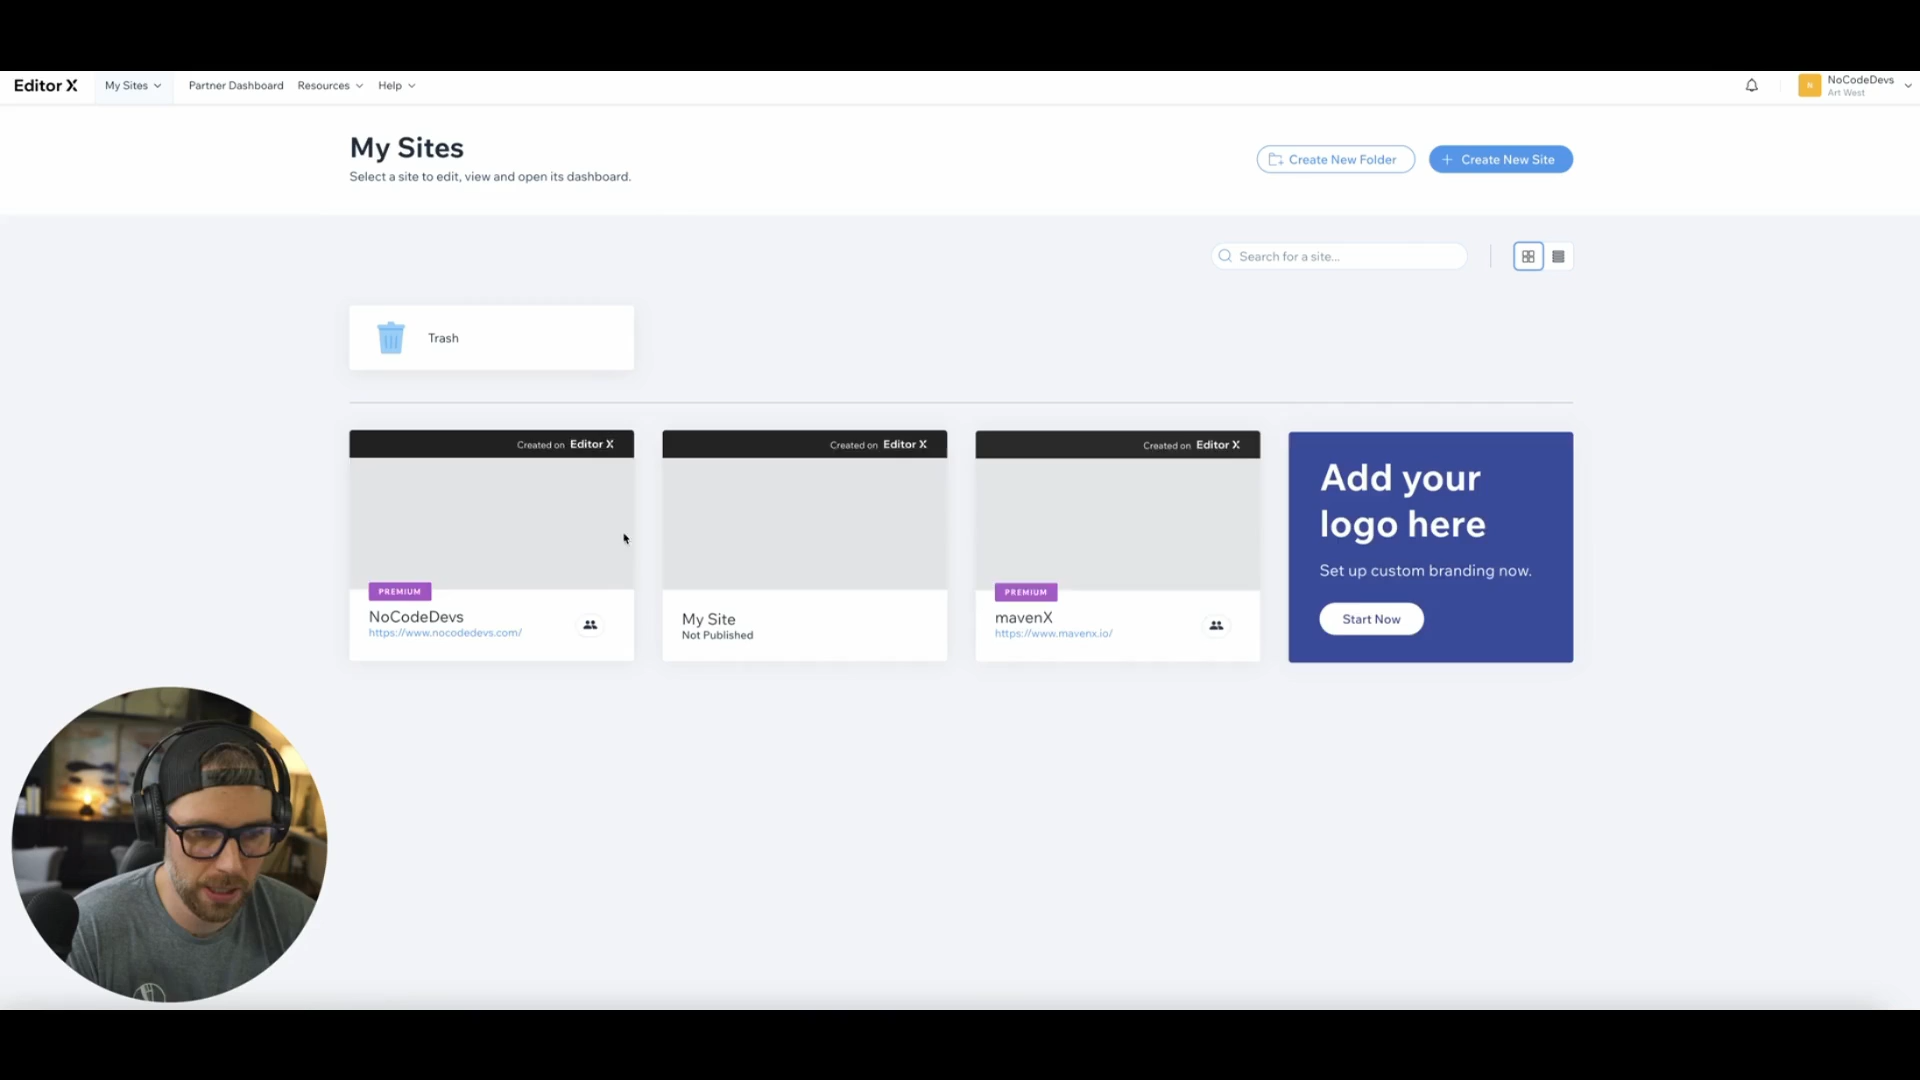 Editor X
My Sites
Partner Dashboard
Resources
Help
N
NoCodeDevs
Art West
My Sites
Select a site to edit, view and open its dashboard.
Create New Folder
+ Create New Site
Search for a site...
Trash
Created on Editor X
PREMIUM
NoCodeDevs
https://www.nocodedevs.com/
Created on Editor X
My Site
Not Published
Created on Editor X
PREMIUM
mavenX
https://www.mavenx.io/
Add your
logo here
Set up custom branding now.
Start Now